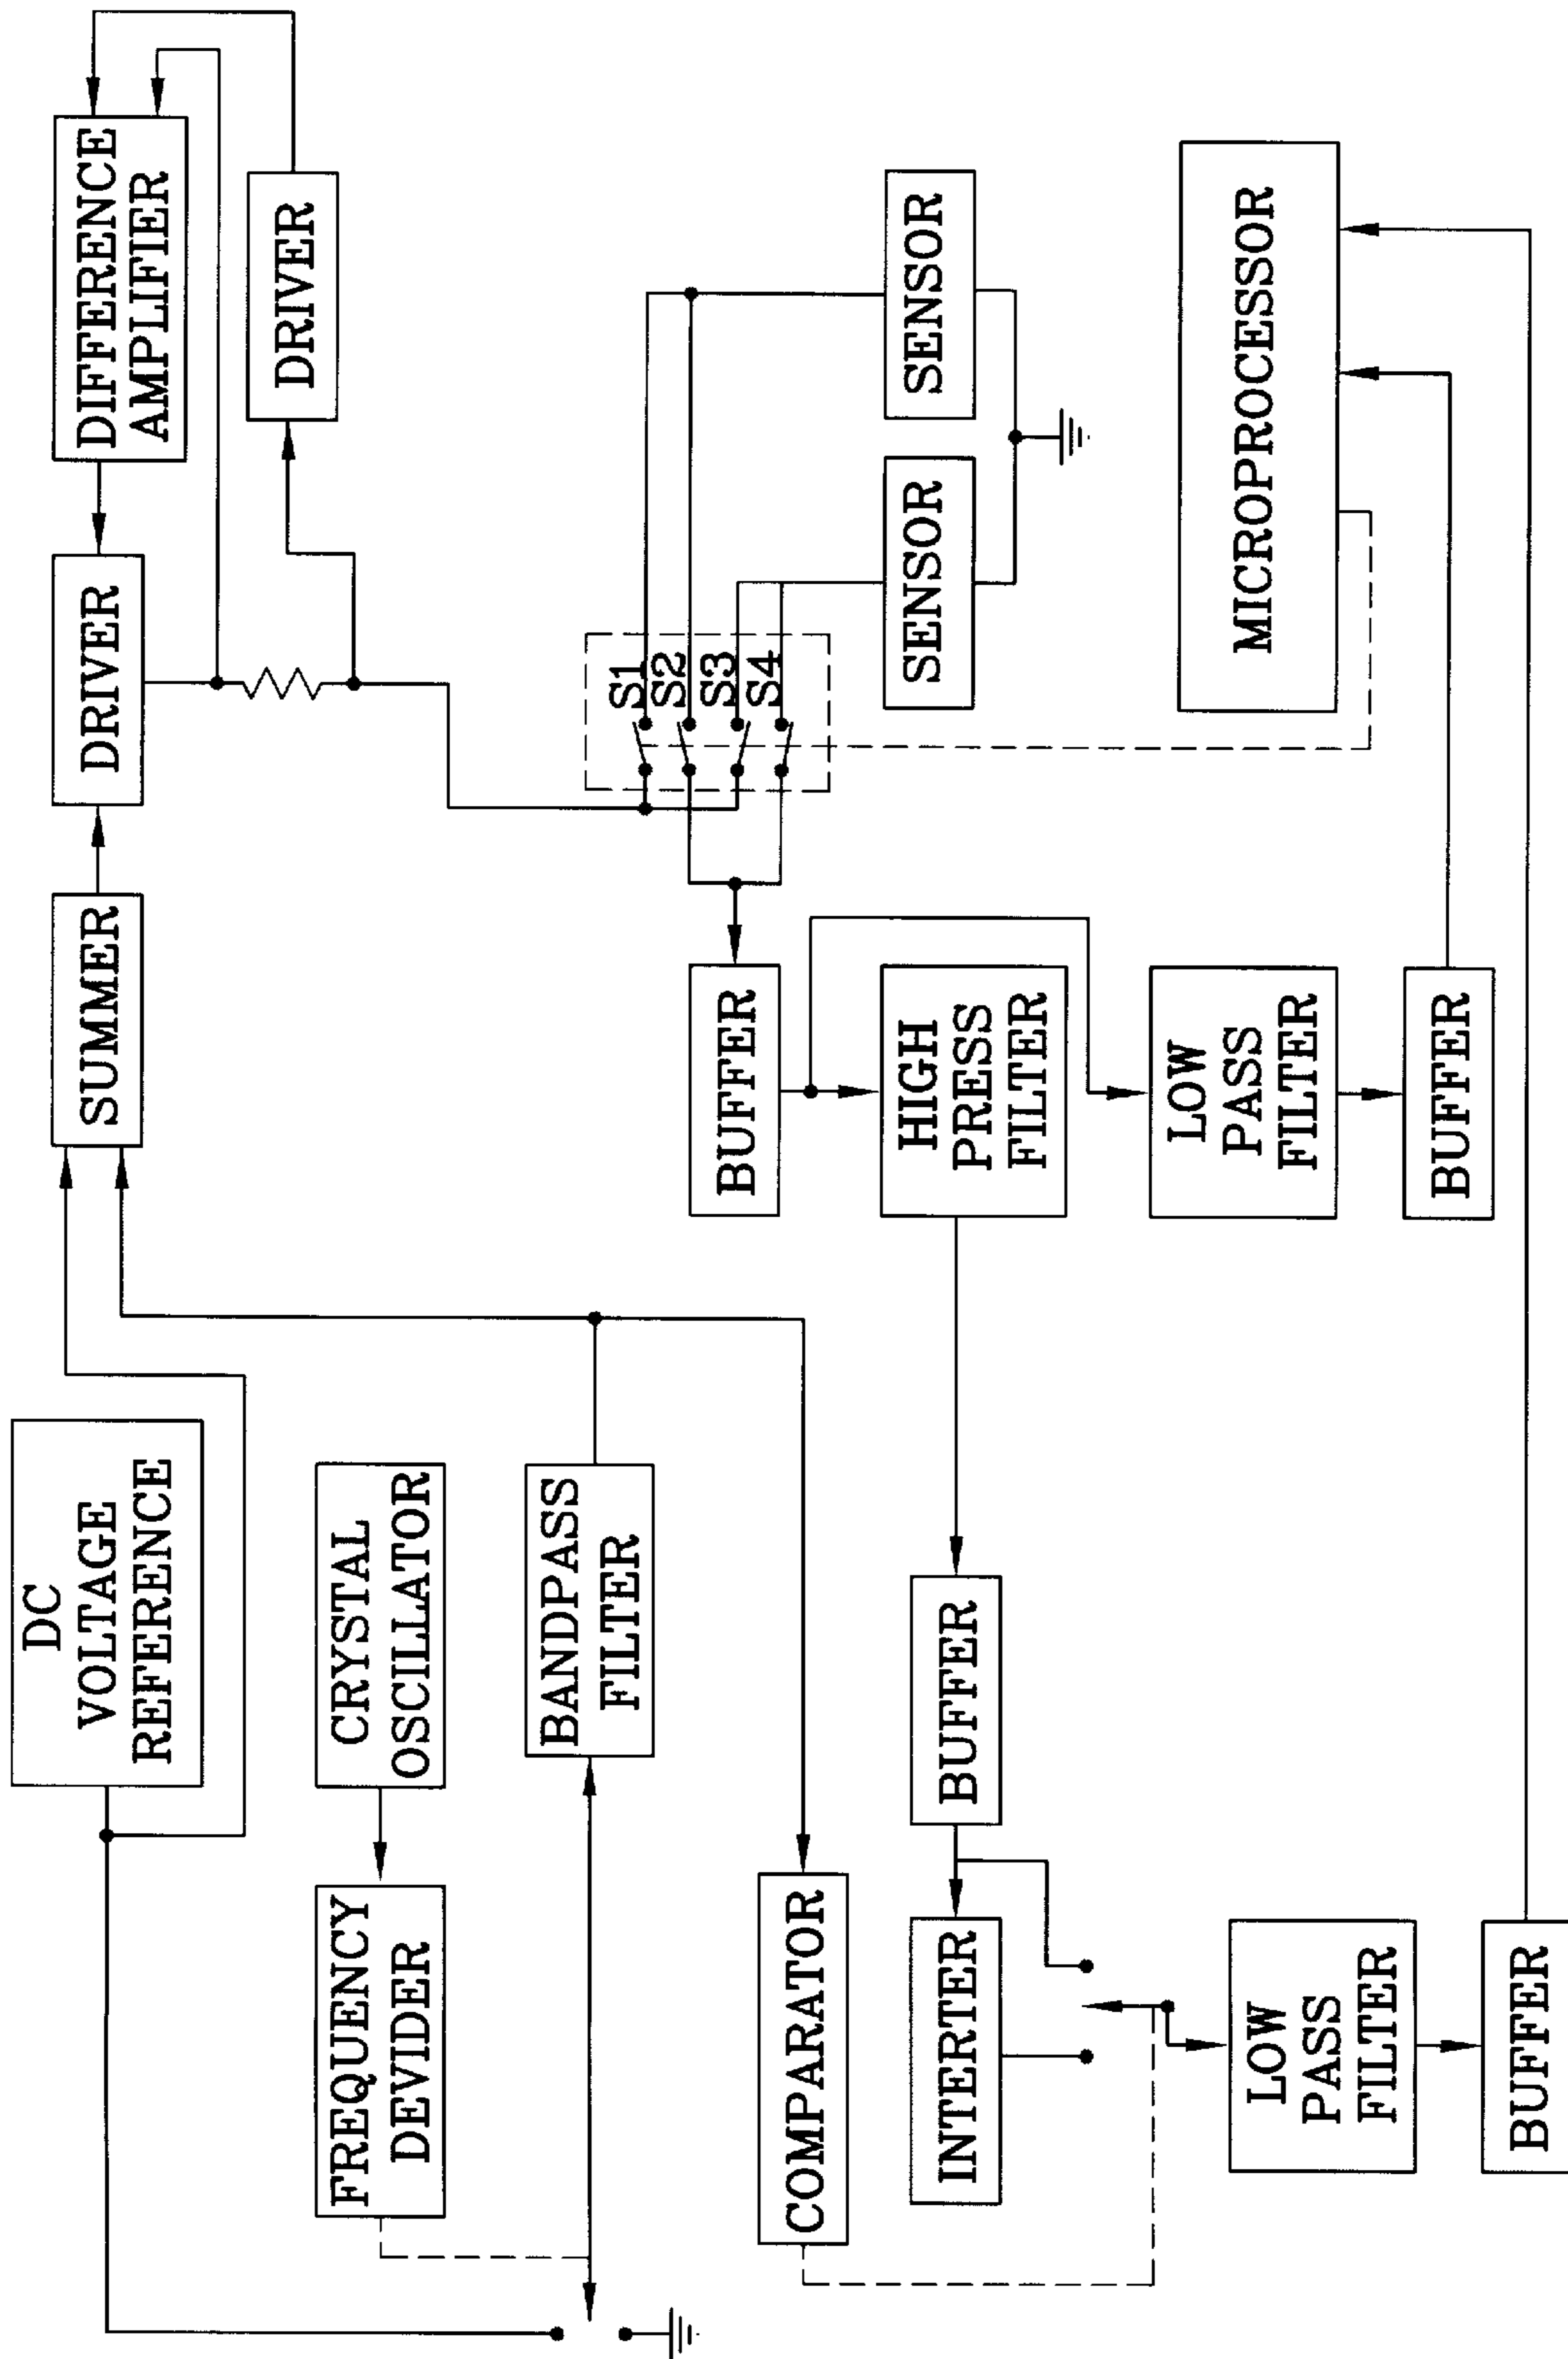 DC
VOLTAGE
REFERENCE
SUMMER
DRIVER
DIFFERENCE
AMPLIFIER
DRIVER
CRYSTAL
OSCILLATOR
FREQUENCY
DEVIDER
BANDPASS
FILTER
S1
S2
S3
S4
SENSOR
SENSOR
BUFFER
HIGH
PRESS
FILTER
COMPARATOR
BUFFER
INTERTER
LOW
PASS
FILTER
BUFFER
MICROPROCESSOR
LOW
PASS
FILTER
BUFFER